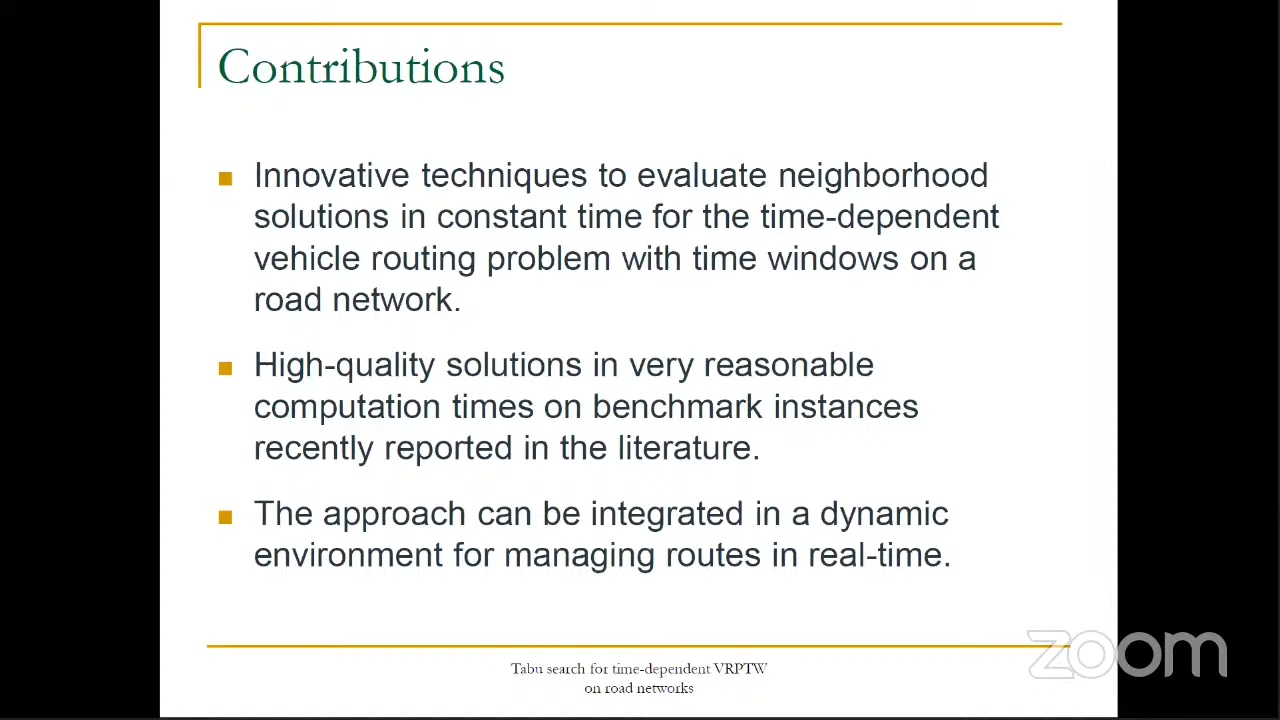 Contributions
Innovative techniques to evaluate neighborhood
solutions in constant time for the time-dependent
vehicle routing problem with time windows on a
road network.
High-quality solutions in very reasonable
computation times on benchmark instances
recently reported in the literature.
The approach can be integrated in a dynamic
environment for managing routes in real-time.
Tabu search for time-dependent VRPTW
on road networks
zoom